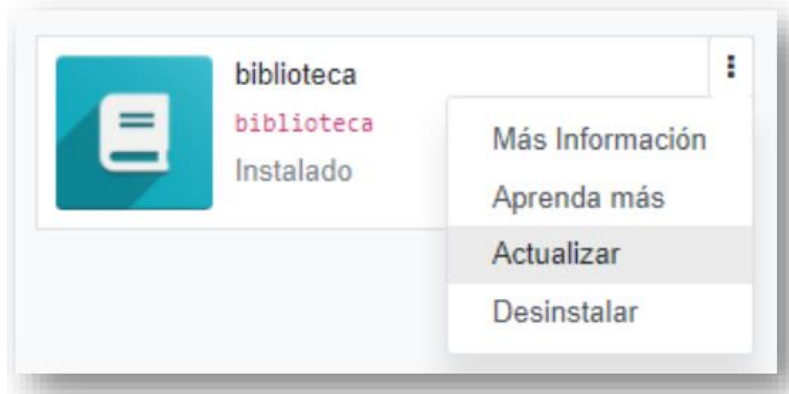 biblioteca
biblioteca
Instalado
Más Información
Aprenda más
Actualizar
Desinstalar